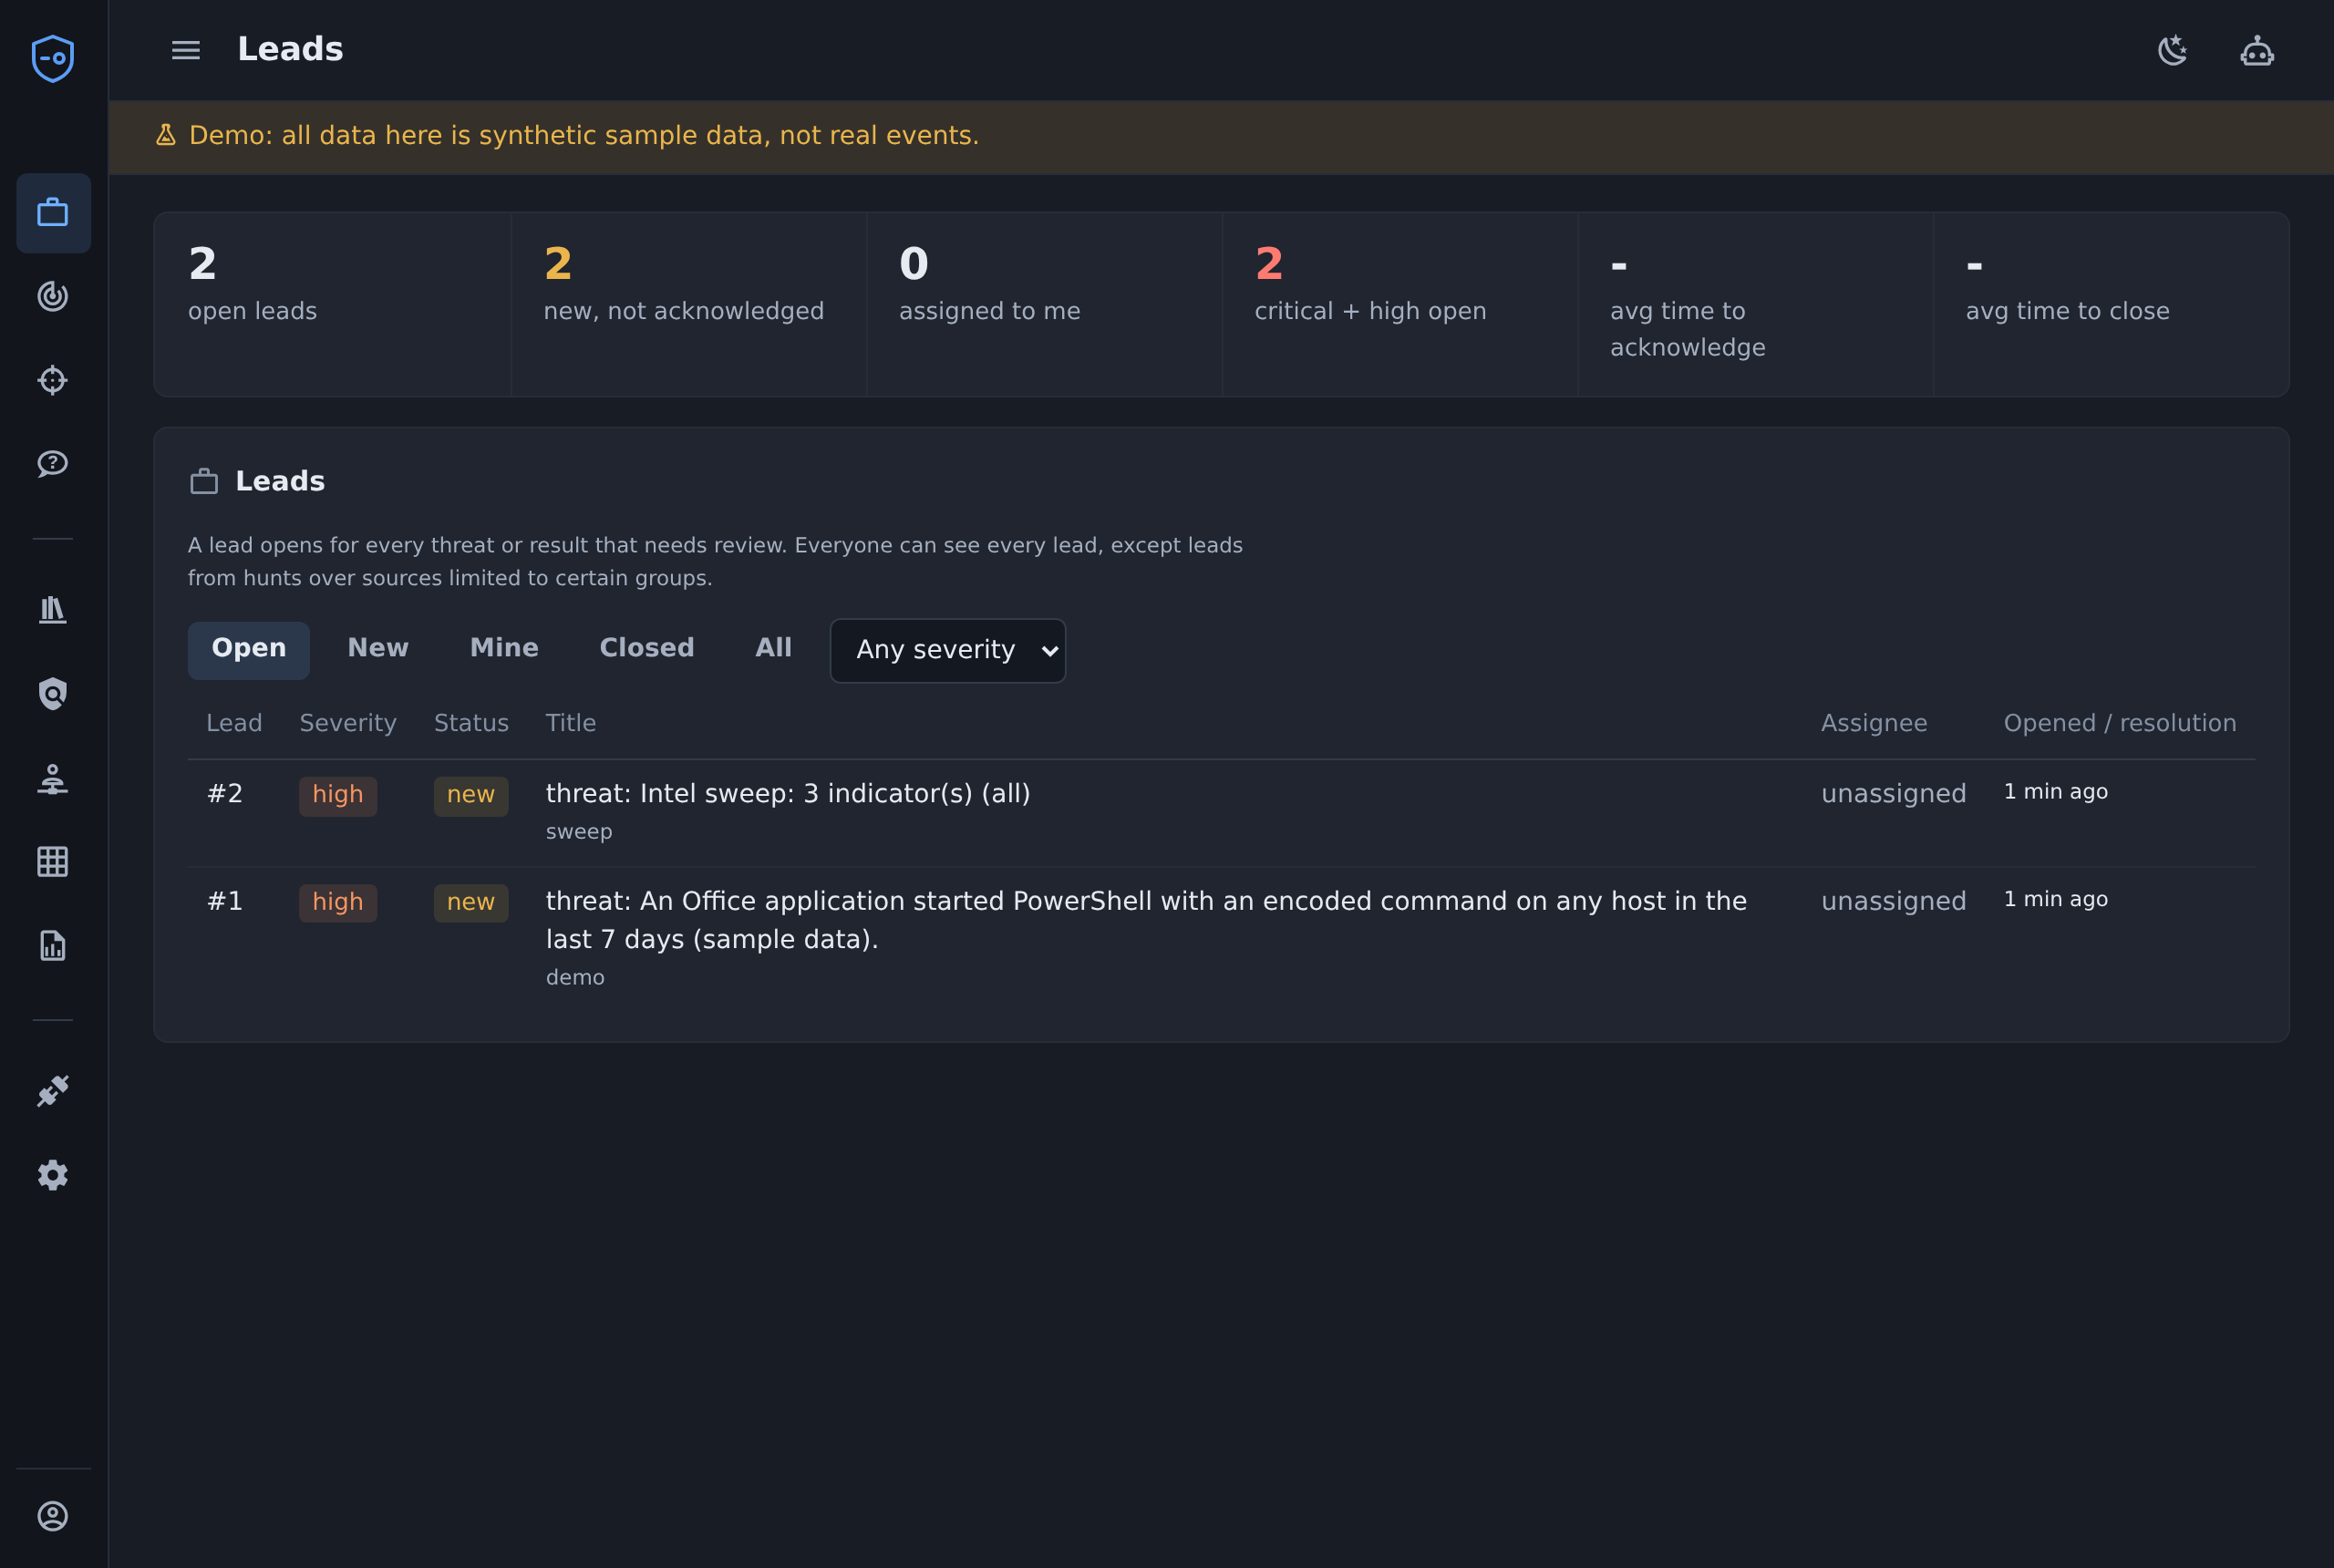 Leads
Demo: all data here is synthetic sample data, not real events.
2
open leads
2
new, not acknowledged
0
assigned to me
2
critical + high open
-
avg time to
acknowledge
-
avg time to close
Leads
A lead opens for every threat or result that needs review. Everyone can see every lead, except leads
from hunts over sources limited to certain groups.
Open New Mine Closed All Any severity
Lead Severity Status Title Assignee Opened / resolution
#2 high new threat: Intel sweep: 3 indicator(s) (all) unassigned 1 min ago
sweep
#1 high new threat: An Office application started PowerShell with an encoded command on any host in the unassigned 1 min ago
last 7 days (sample data).
demo